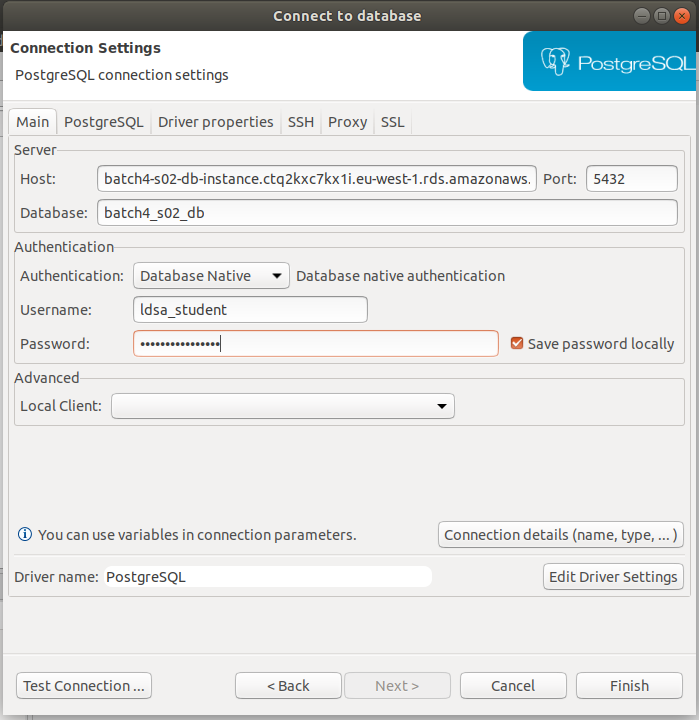 Connect to database
Connection Settings
PostgreSQL connection settings
PostgreSQL
Main PostgreSQL Driver properties SSH Proxy SSL
Server
Host: batch4-s02-db-instance.ctq2kxc7kx1i.eu-west-1.rds.amazonaws. Port: 5432
Database: batch4_s02_db
Authentication
Authentication: Database Native Database native authentication
Username: ldsa_student
Password: •••••••••••••••• Save password locally
Advanced
Local Client:
You can use variables in connection parameters. Connection details (name, type, ... )
Driver name: PostgreSQL Edit Driver Settings
Test Connection ... < Back Next > Cancel Finish